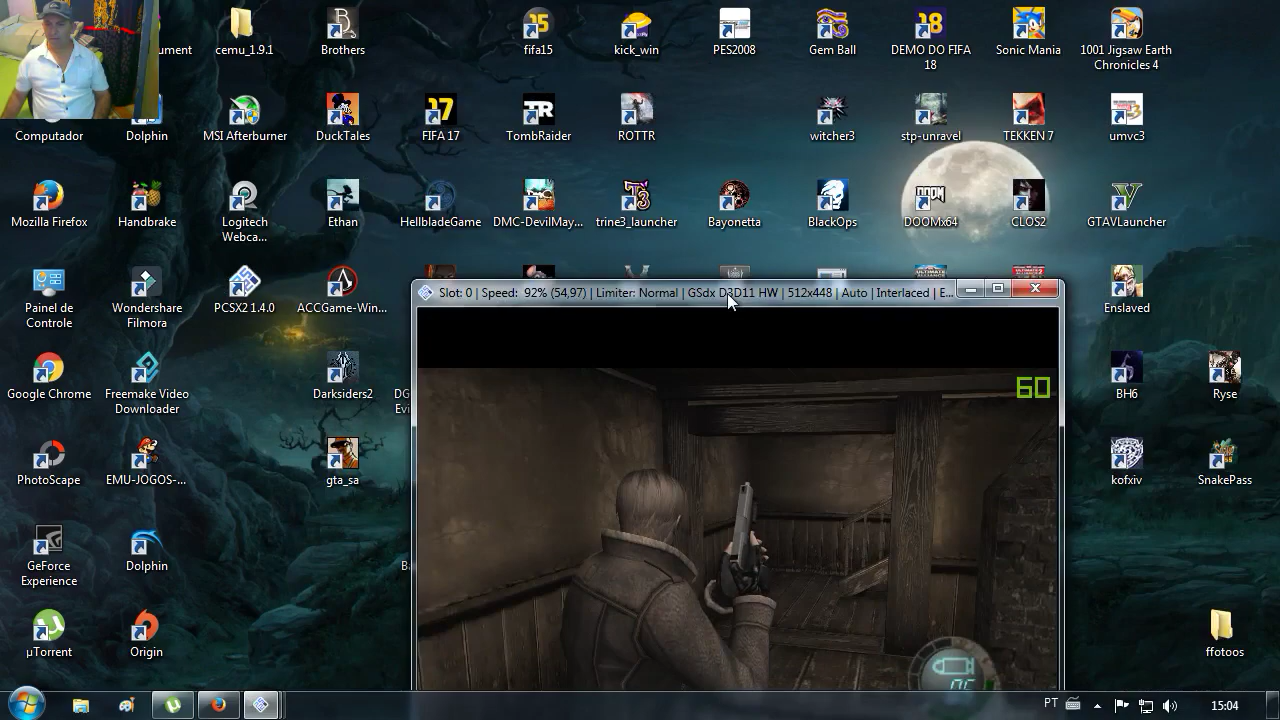 ument
cemu_1.9.1
Brothers
fifa15
kick_win
PES2008
Gem Ball
DEMO DO FIFA
18
Sonic Mania
1001 Jigsaw Earth
Chronicles 4
Computador
Dolphin
MSI Afterburner
DuckTales
FIFA 17
TombRaider
ROTTR
witcher3
stp-unravel
TEKKEN 7
umvc3
Mozilla Firefox
Handbrake
Logitech
Webca...
Ethan
HellbladeGame
DMC-DevilMay...
trine3_launcher
Bayonetta
BlackOps
DOOMx64
CLOS2
GTAVLauncher
Slot: 0 | Speed: 92% (54,97) | Limiter: Normal | GSdx D3D11 HW | 512x448 | Auto | Interlaced | E...
Painel de
Controle
Wondershare
Filmora
PCSX2 1.4.0
ACCGame-Win...
Enslaved
60
Google Chrome
Freemake Video
Downloader
Darksiders2
DG
Evi
BH6
Ryse
PhotoScape
EMU-JOGOS-...
gta_sa
kofxiv
SnakePass
GeForce
Experience
Dolphin
µTorrent
Origin
ffotoos
PT
15:04